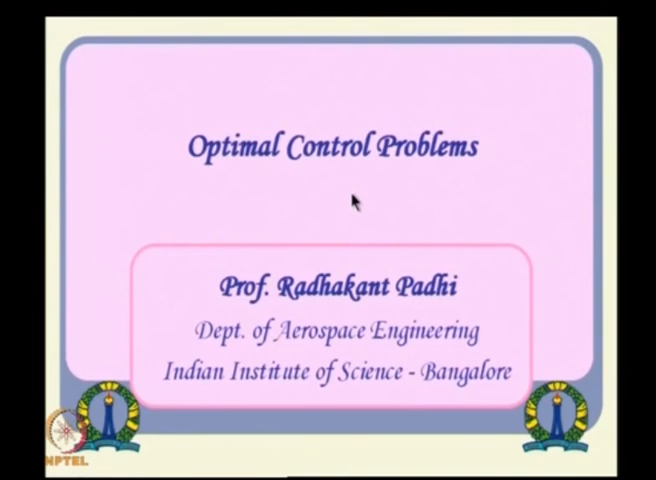 Optimal Control Problems
Prof. Radhakant Padhi
Dept. of Aerospace Engineering
Indian Institute of Science - Bangalore
NPTEL